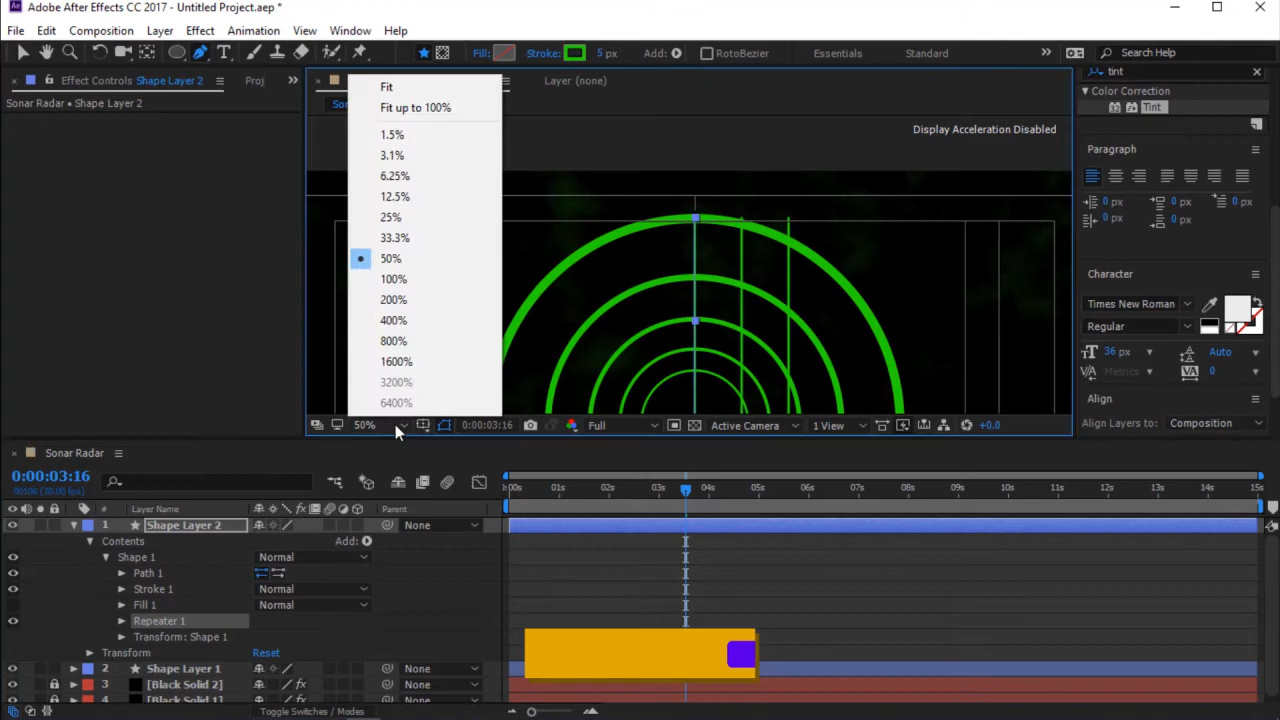 Adobe After Effects CC 2017 - Untitled Project.aep *
File Edit Composition Layer Effect Animation View Window Help
Fill: Stroke: 5 px Add: RotoBezier Essentials Standard Search Help
Effect Controls Shape Layer 2 Proj Layer (none) tint
Sonar Radar • Shape Layer 2
Fit
Fit up to 100%
1.5%
3.1%
6.25%
12.5%
25%
33.3%
50%
100%
200%
400%
800%
1600%
3200%
6400%
Display Acceleration Disabled
Color Correction
32 Tint
Paragraph
0 px 0 px 0 px
0 px 0 px
Character
Times New Roman
Regular
36 px Auto
Metrics 0
Align
Align Layers to: Composition
50% 0:00:03:16 Full Active Camera 1 View +0.0
Sonar Radar
0:00:03:16
00106 (30.00 fps)
:00s 01s 02s 03s 04s 05s 06s 07s 08s 09s 10s 11s 12s 13s 14s 15s
# Layer Name Parent
1 Shape Layer 2 None
Contents Add:
Shape 1 Normal
Path 1
Stroke 1 Normal
Fill 1 Normal
Repeater 1
Transform: Shape 1
Transform Reset
2 Shape Layer 1 None
3 [Black Solid 2] None
4 [Black Solid 1] None
Toggle Switches / Modes